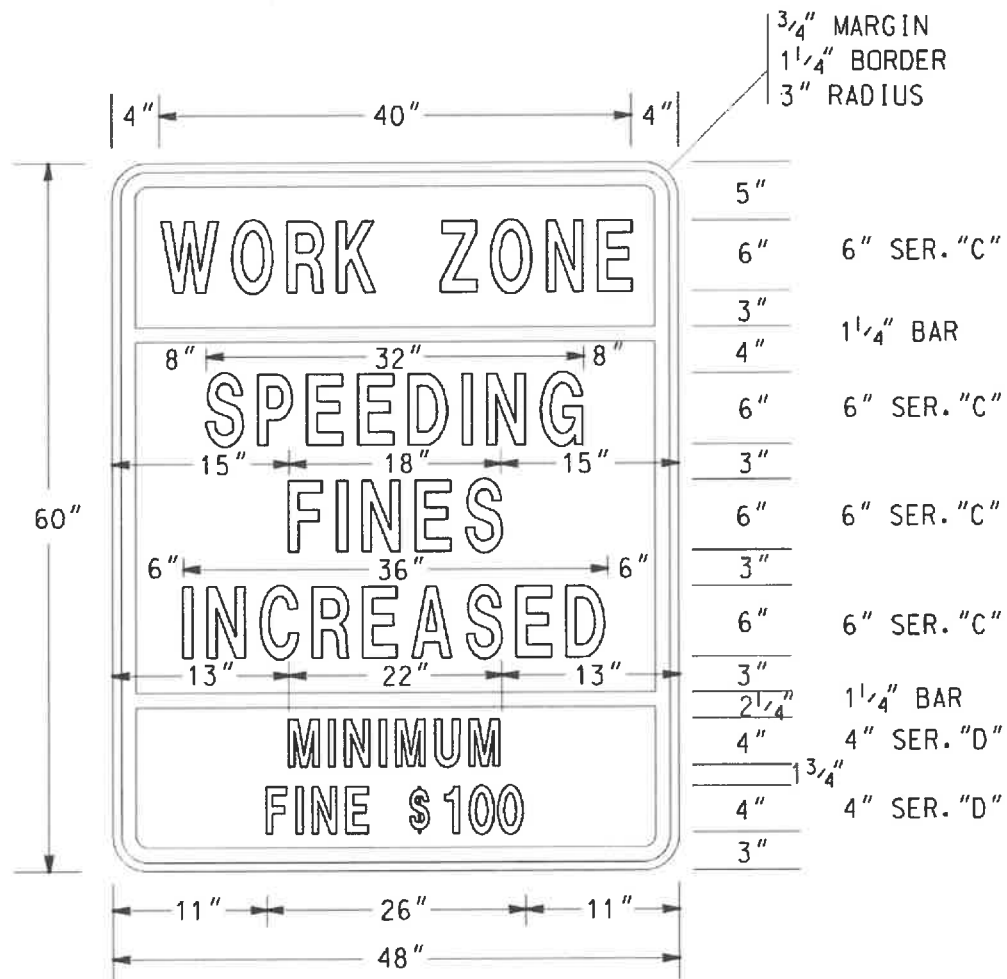 3/4" MARGIN
1 1/4" BORDER
3" RADIUS
4" 40" 4"
5"
WORK ZONE 6" 6" SER. "C"
3"
1 1/4" BAR
8" 32" 8" 4"
SPEEDING 6" 6" SER. "C"
15" 18" 15" 3"
60" FINES 6" 6" SER. "C"
6" 36" 6" 3"
INCREASED 6" 6" SER. "C"
13" 22" 13" 3"
2 1/4" 1 1/4" BAR
MINIMUM 4" 4" SER. "D"
1 3/4"
FINE $100 4" 4" SER. "D"
3"
11" 26" 11"
48"